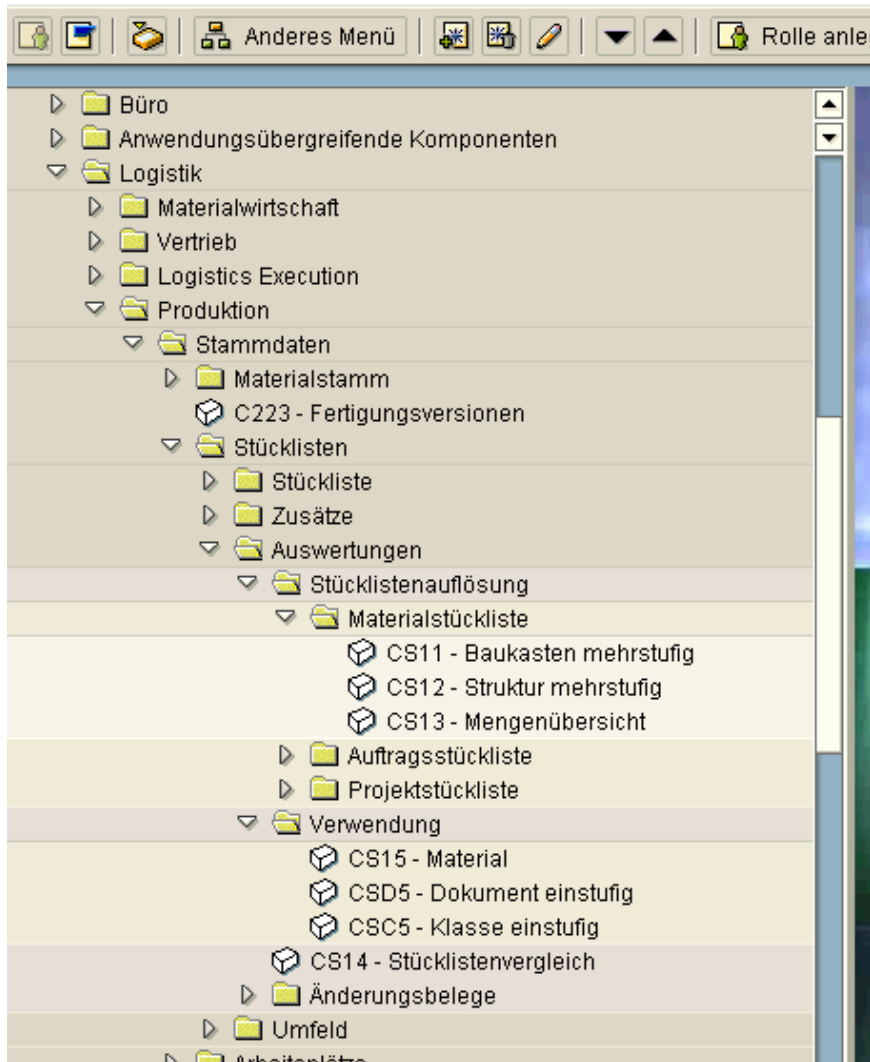 Anderes Menü
Rolle anle
Büro
Anwendungsübergreifende Komponenten
Logistik
Materialwirtschaft
Vertrieb
Logistics Execution
Produktion
Stammdaten
Materialstamm
C223 - Fertigungsversionen
Stücklisten
Stückliste
Zusätze
Auswertungen
Stücklistenauflösung
Materialstückliste
CS11 - Baukasten mehrstufig
CS12 - Struktur mehrstufig
CS13 - Mengenübersicht
Auftragsstückliste
Projektstückliste
Verwendung
CS15 - Material
CSD5 - Dokument einstufig
CSC5 - Klasse einstufig
CS14 - Stücklistenvergleich
Änderungsbelege
Umfeld